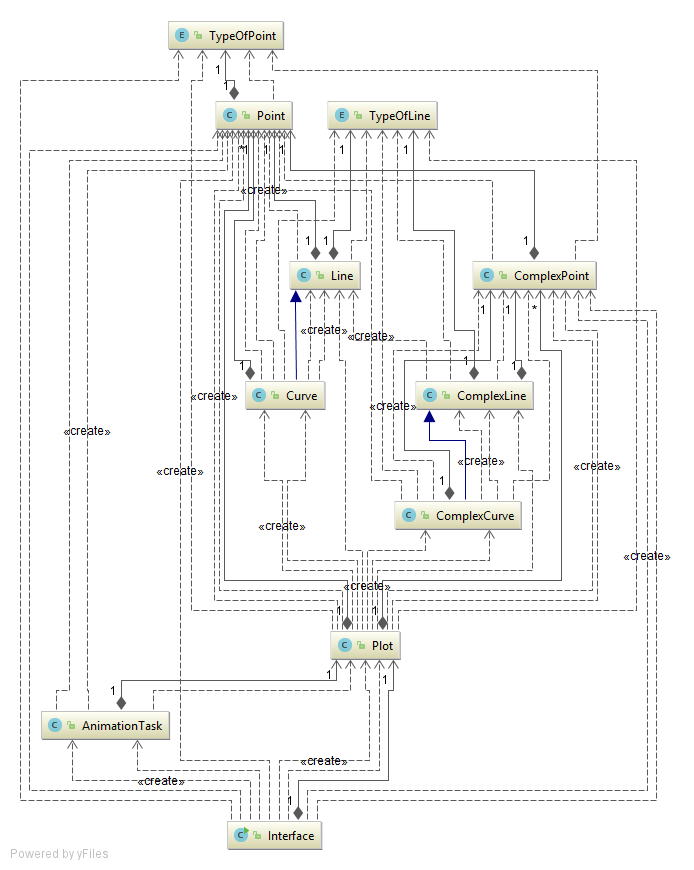 E TypeOfPoint
1
1
C Point
E TypeOfLine
*1
1
1
1
1
«create»
1
1
1
C Line
C ComplexPoint
1
1
*
«create»
«create»
1
1
1
C Curve
C ComplexLine
«create»
«create»
«create»
«create»
«create»
«create»
1
C ComplexCurve
«create»
«create»
«create»
1
1
C Plot
1
1
1
C AnimationTask
«create»
«create»
1
C Interface
Powered by yFiles